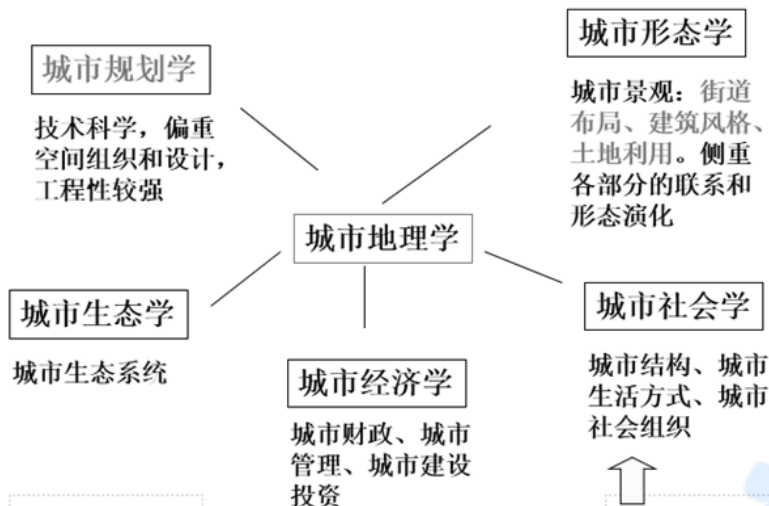 城市规划学
技术科学，偏重
空间组织和设计，
工程性较强
城市形态学
城市景观：街道
布局、建筑风格、
土地利用。侧重
各部分的联系和
形态演化
城市地理学
城市生态学
城市生态系统
城市经济学
城市财政、城市
管理、城市建设
投资
城市社会学
城市结构、城市
生活方式、城市
社会组织